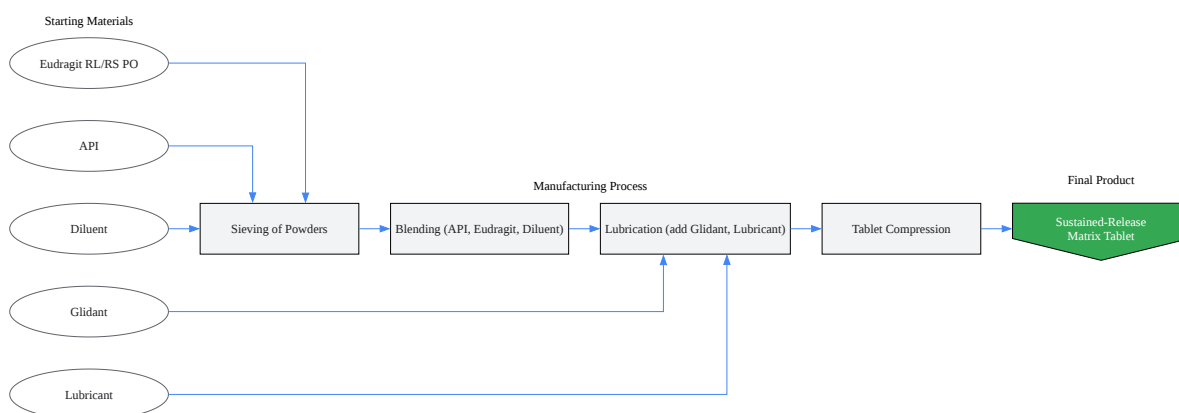 Starting Materials
Eudragit RL/RS PO
API
Manufacturing Process
Final Product
Diluent
Sieving of Powders
Blending (API, Eudragit, Diluent)
Lubrication (add Glidant, Lubricant)
Tablet Compression
Sustained-Release
Matrix Tablet
Glidant
Lubricant